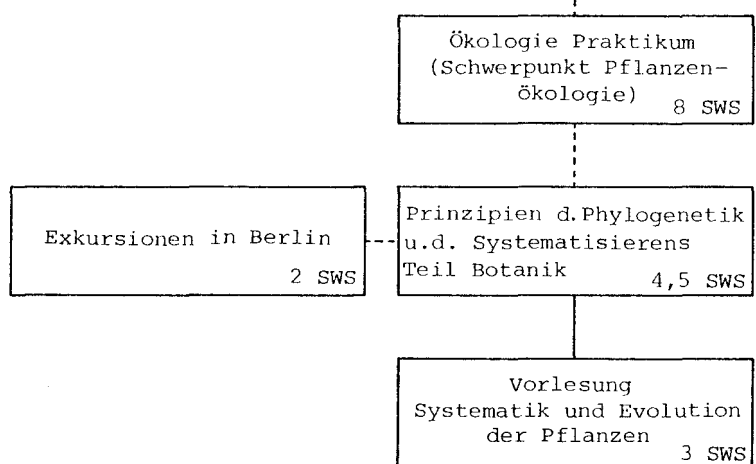 Ökologie Praktikum
(Schwerpunkt Pflanzen-
ökologie)
8 SWS
Exkursionen in Berlin
2 SWS
Prinzipien d.Phylogenetik
u.d. Systematisierens
Teil Botanik
4,5 SWS
Vorlesung
Systematik und Evolution
der Pflanzen
3 SWS